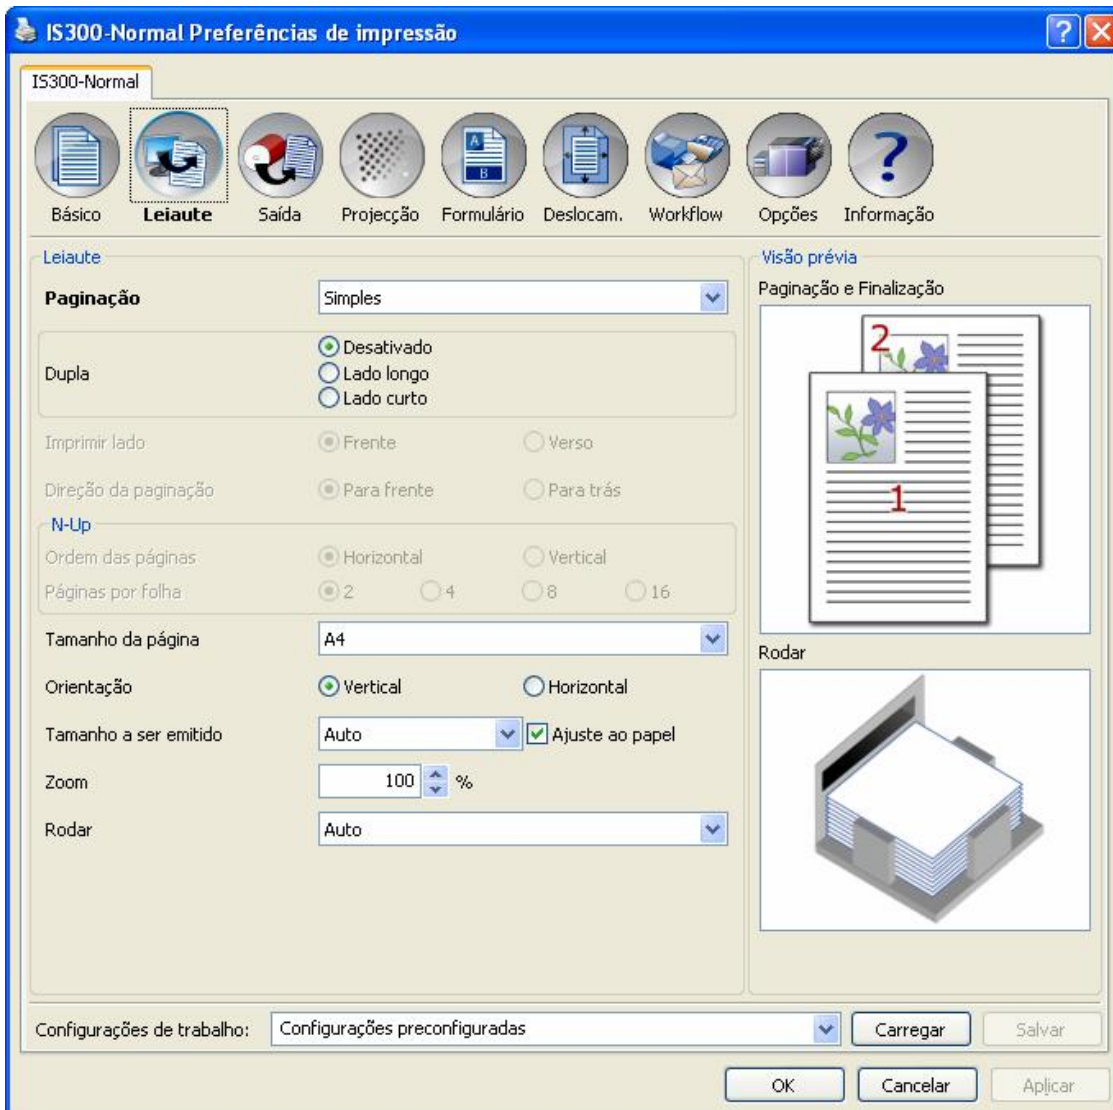 IS300-Normal Preferências de impressão
IS300-Normal
Básico Leiaute Saída Projecção Formulário Deslocam. Workflow Opções Informação
Leiaute
Paginação Simples
Dupla
Desativado
Lado longo
Lado curto
Imprimir lado Frente Verso
Direção da paginação Para frente Para trás
N-Up
Ordem das páginas Horizontal Vertical
Páginas por folha 2 4 8 16
Tamanho da página A4
Orientação Vertical Horizontal
Tamanho a ser emitido Auto Ajuste ao papel
Zoom 100 %
Rodar Auto
Visão prévia
Paginação e Finalização
2
1
Rodar
Configurações de trabalho: Configurações preconfiguradas Carregar Salvar
OK Cancelar Aplicar